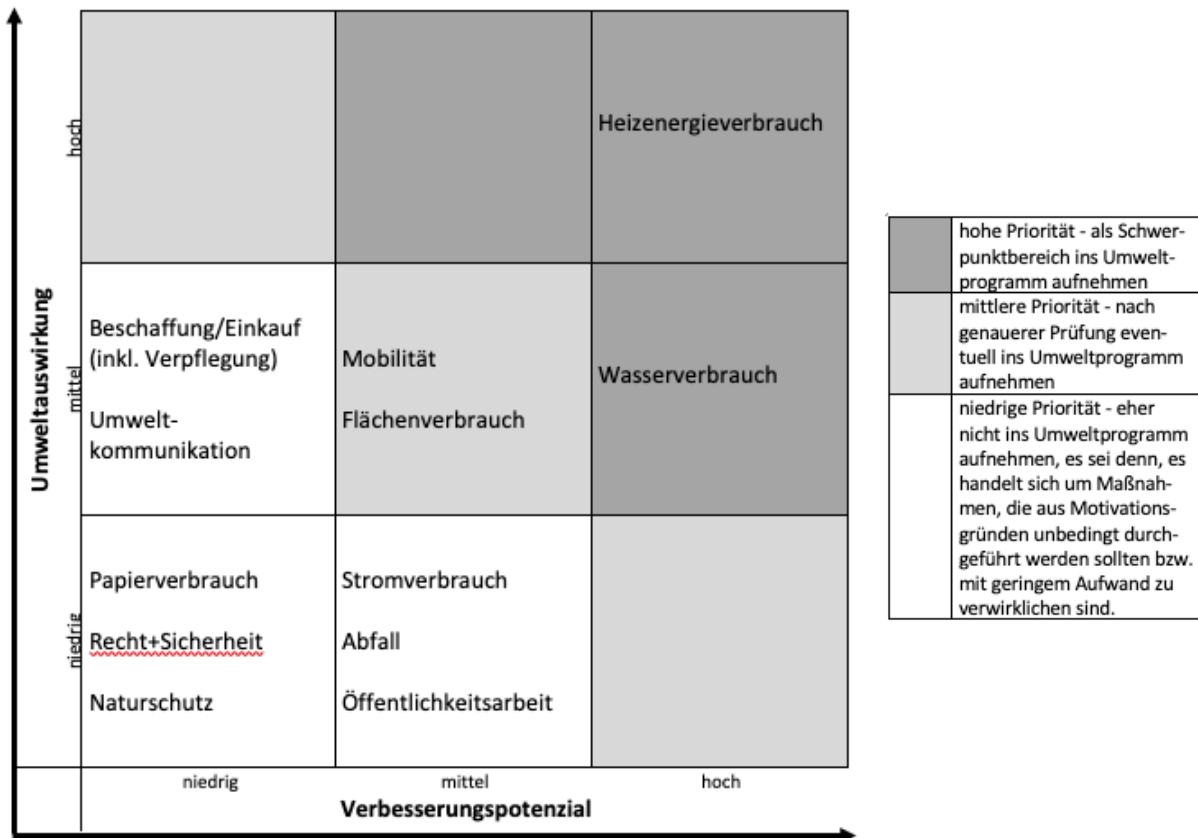 Umweltauswirkung
hoch
mittel
niedrig
Heizenergieverbrauch
Beschaffung/Einkauf
(inkl. Verpflegung)
Umwelt-
kommunikation
Mobilität
Flächenverbrauch
Wasserverbrauch
Papierverbrauch
Recht+Sicherheit
Naturschutz
Stromverbrauch
Abfall
Öffentlichkeitsarbeit
niedrig
mittel
hoch
Verbesserungspotenzial
hohe Priorität - als Schwer-
punktbereich ins Umwelt-
programm aufnehmen
mittlere Priorität - nach
genauerer Prüfung even-
tuell ins Umweltprogramm
aufnehmen
niedrige Priorität - eher
nicht ins Umweltprogramm
aufnehmen, es sei denn, es
handelt sich um Maßnah-
men, die aus Motivations-
gründen unbedingt durch-
geführt werden sollten bzw.
mit geringem Aufwand zu
verwirklichen sind.